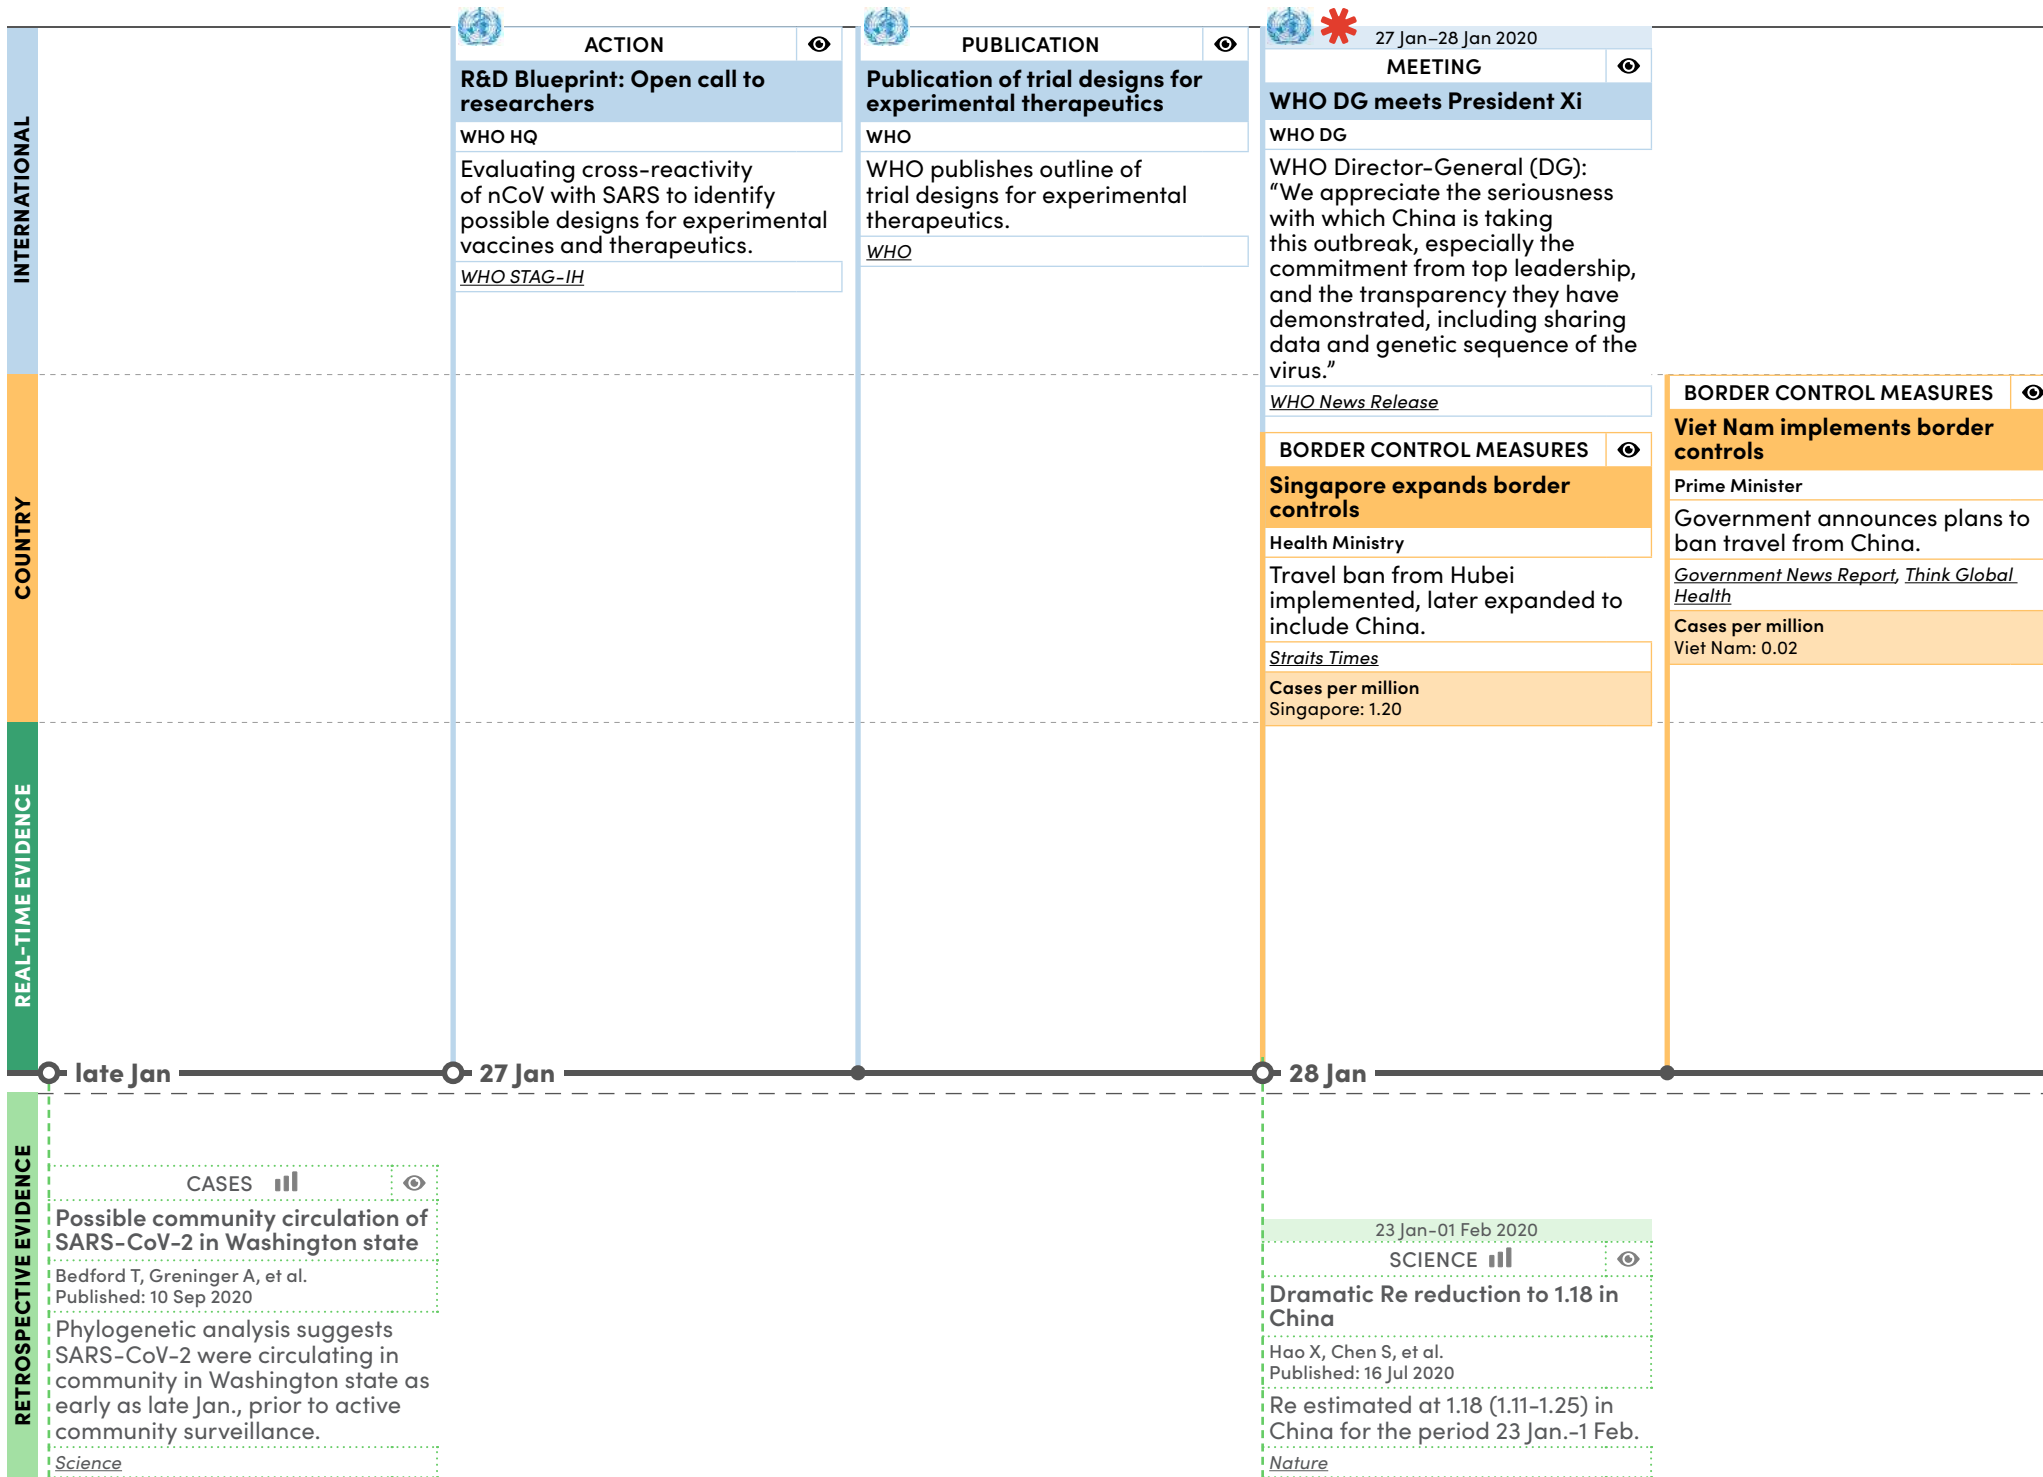 INTERNATIONAL
ACTION
R&D Blueprint: Open call to
researchers
WHO HQ
Evaluating cross-reactivity
of nCoV with SARS to identify
possible designs for experimental
vaccines and therapeutics.
WHO STAG-IH
PUBLICATION
Publication of trial designs for
experimental therapeutics
WHO
WHO publishes outline of
trial designs for experimental
therapeutics.
WHO
27 Jan–28 Jan 2020
MEETING
WHO DG meets President Xi
WHO DG
WHO Director-General (DG):
“We appreciate the seriousness
with which China is taking
this outbreak, especially the
commitment from top leadership,
and the transparency they have
demonstrated, including sharing
data and genetic sequence of the
virus.”
WHO News Release
COUNTRY
BORDER CONTROL MEASURES
Singapore expands border
controls
Health Ministry
Travel ban from Hubei
implemented, later expanded to
include China.
Straits Times
Cases per million
Singapore: 1.20
BORDER CONTROL MEASURES
Viet Nam implements border
controls
Prime Minister
Government announces plans to
ban travel from China.
Government News Report, Think Global
Health
Cases per million
Viet Nam: 0.02
REAL-TIME EVIDENCE
late Jan
27 Jan
28 Jan
RETROSPECTIVE EVIDENCE
CASES
Possible community circulation of
SARS-CoV-2 in Washington state
Bedford T, Greninger A, et al.
Published: 10 Sep 2020
Phylogenetic analysis suggests
SARS-CoV-2 were circulating in
community in Washington state as
early as late Jan., prior to active
community surveillance.
Science
23 Jan-01 Feb 2020
SCIENCE
Dramatic Re reduction to 1.18 in
China
Hao X, Chen S, et al.
Published: 16 Jul 2020
Re estimated at 1.18 (1.11-1.25) in
China for the period 23 Jan.-1 Feb.
Nature